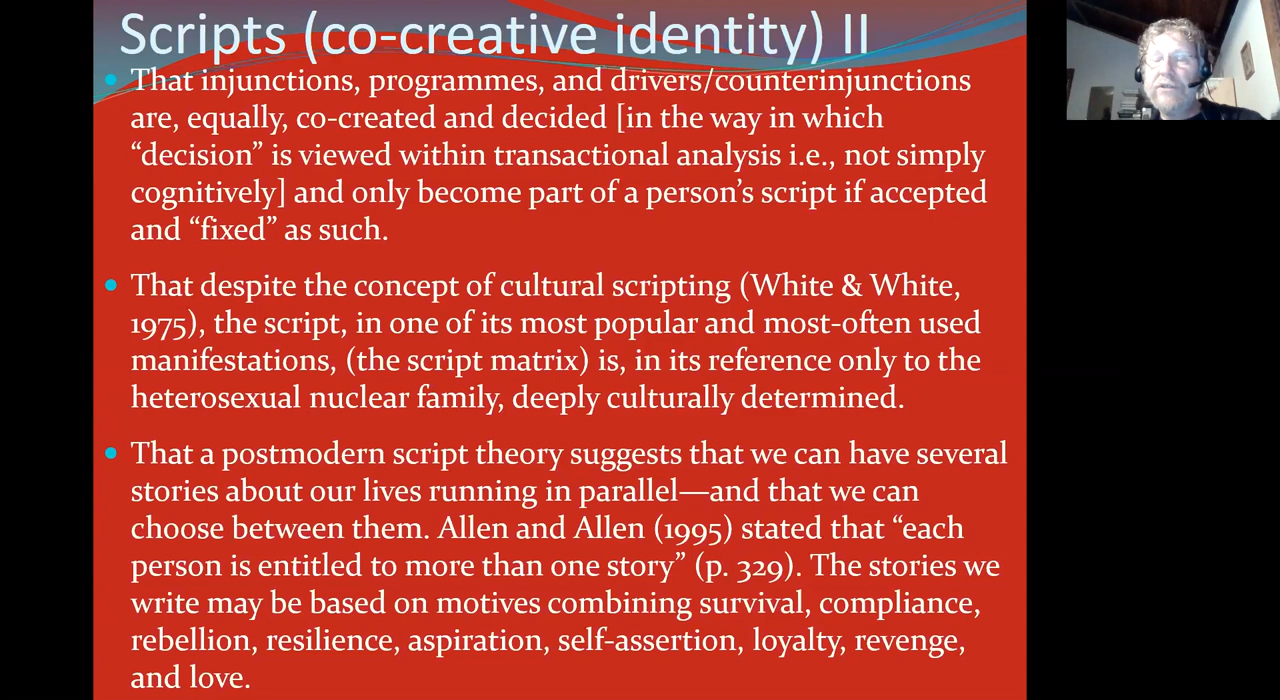 Scripts (co-creative identity) II
• That injunctions, programmes, and drivers/counterinjunctions
are, equally, co-created and decided [in the way in which
“decision” is viewed within transactional analysis i.e., not simply
cognitively] and only become part of a person’s script if accepted
and “fixed” as such.
• That despite the concept of cultural scripting (White & White,
1975), the script, in one of its most popular and most-often used
manifestations, (the script matrix) is, in its reference only to the
heterosexual nuclear family, deeply culturally determined.
• That a postmodern script theory suggests that we can have several
stories about our lives running in parallel—and that we can
choose between them. Allen and Allen (1995) stated that “each
person is entitled to more than one story” (p. 329). The stories we
write may be based on motives combining survival, compliance,
rebellion, resilience, aspiration, self-assertion, loyalty, revenge,
and love.